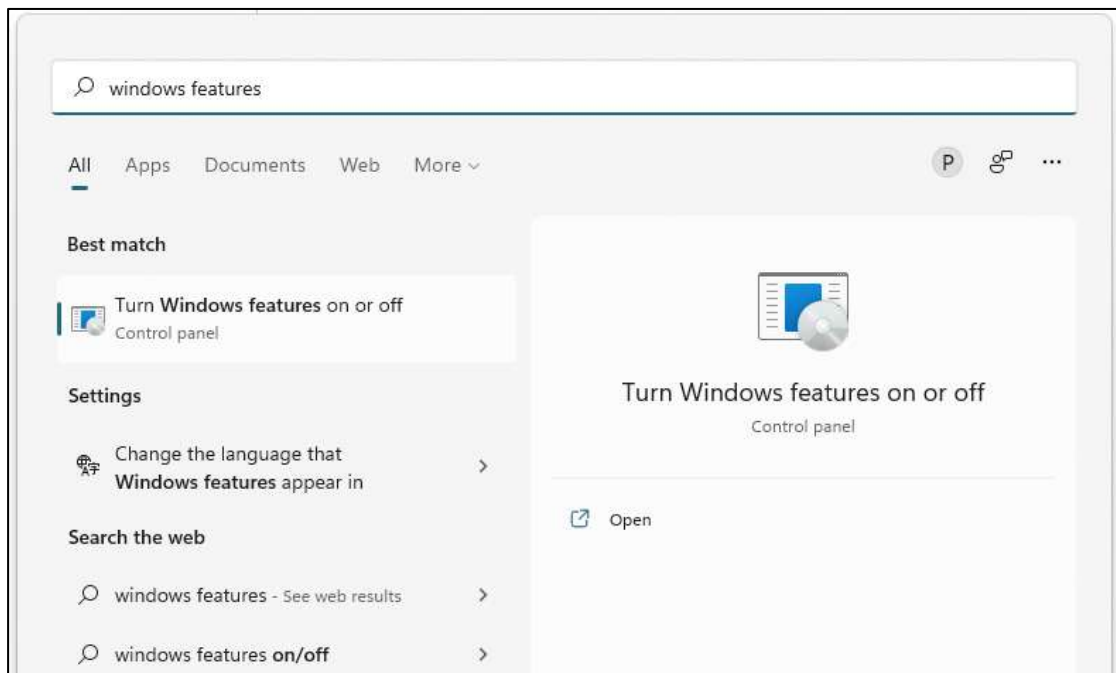 windows features
All Apps Documents Web More
P
Best match
Turn Windows features on or off
Control panel
Settings
Change the language that
Windows features appear in
Search the web
windows features - See web results
windows features on/off
Turn Windows features on or off
Control panel
Open